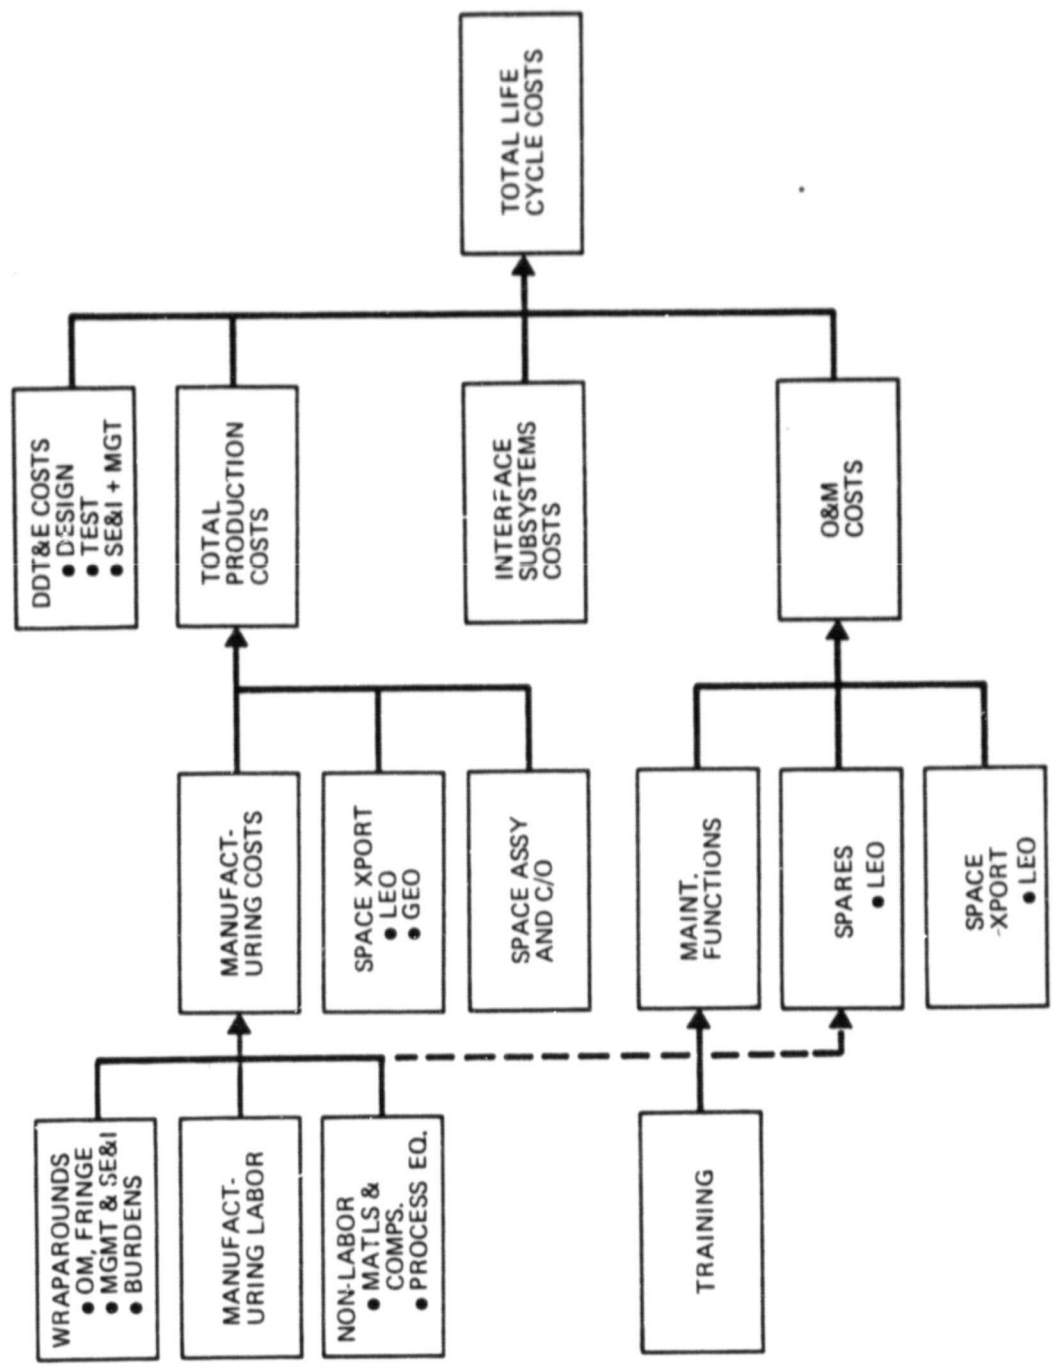 WRAPAROUNDS
• OM, FRINGE
• MGMT & SE&I
• BURDENS
MANUFACT-
URING LABOR
NON-LABOR
• MATLS &
COMPS.
• PROCESS EQ.
TRAINING
MANUFACT-
URING COSTS
SPACE XPORT
• LEO
• GEO
SPACE ASSY
AND C/O
MAINT.
FUNCTIONS
SPARES
• LEO
SPACE
XPORT
• LEO
DDT&E COSTS
• DESIGN
• TEST
• SE&I + MGT
TOTAL
PRODUCTION
COSTS
INTERFACE
SUBSYSTEMS
COSTS
O&M
COSTS
TOTAL LIFE
CYCLE COSTS